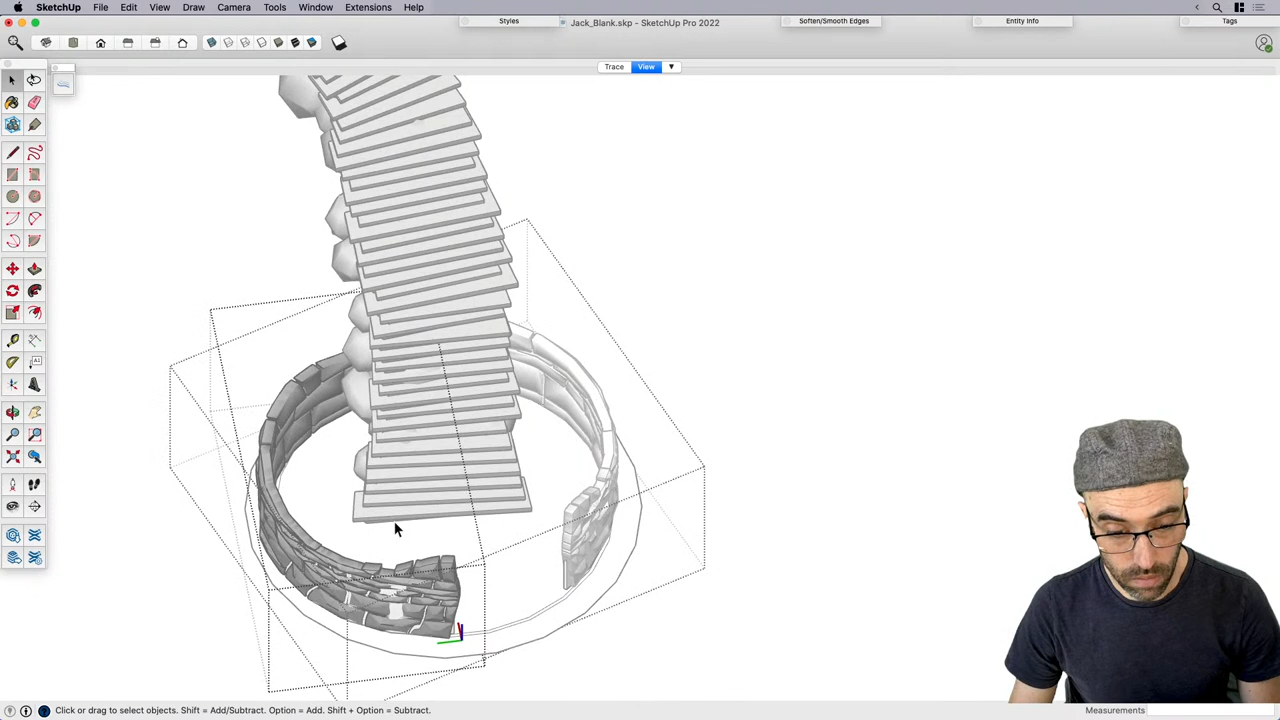 SketchUp File Edit View Draw Camera Tools Window Extensions Help
Styles
Jack_Blank.skp - SketchUp Pro 2022
Soften/Smooth Edges
Entity Info
Tags
Trace View ▼
Click or drag to select objects. Shift = Add/Subtract. Option = Add. Shift + Option = Subtract.
Measurements